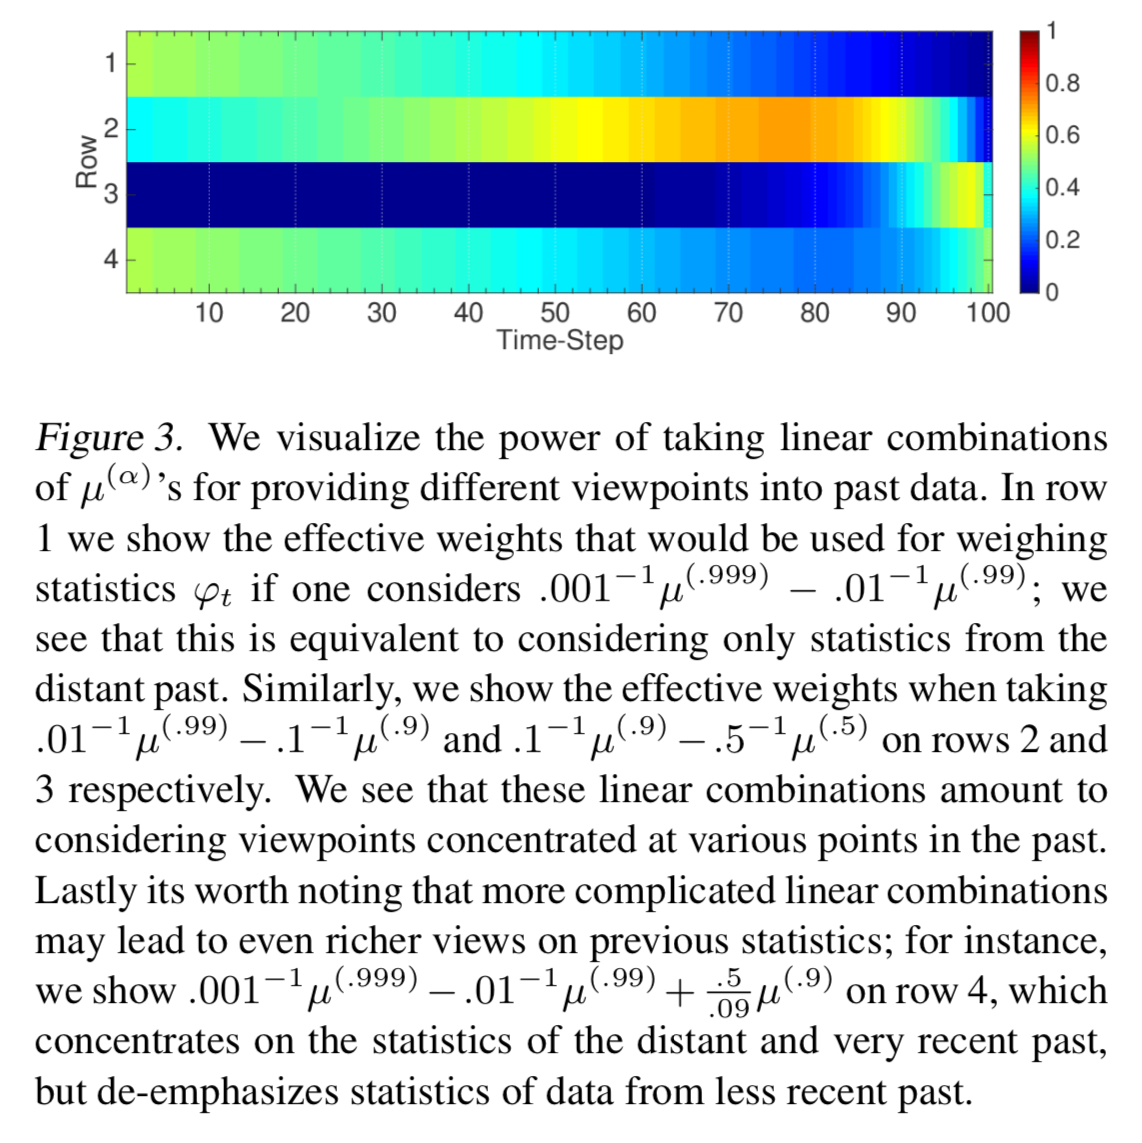 1
0.8
0.6
0.4
0.2
0
Row
1
2
3
4
10 20 30 40 50 60 70 80 90 100
Time-Step
Figure 3. We visualize the power of taking linear combinations
of μ^(α)'s for providing different viewpoints into past data. In row
1 we show the effective weights that would be used for weighing
statistics φ_t if one considers .001^−1 μ^(.999) − .01^−1 μ^(.99); we
see that this is equivalent to considering only statistics from the
distant past. Similarly, we show the effective weights when taking
.01^−1 μ^(.99) − .1^−1 μ^(.9) and .1^−1 μ^(.9) − .5^−1 μ^(.5) on rows 2 and
3 respectively. We see that these linear combinations amount to
considering viewpoints concentrated at various points in the past.
Lastly its worth noting that more complicated linear combinations
may lead to even richer views on previous statistics; for instance,
we show .001^−1 μ^(.999) − .01^−1 μ^(.99) + .5/.09 μ^(.9) on row 4, which
concentrates on the statistics of the distant and very recent past,
but de-emphasizes statistics of data from less recent past.